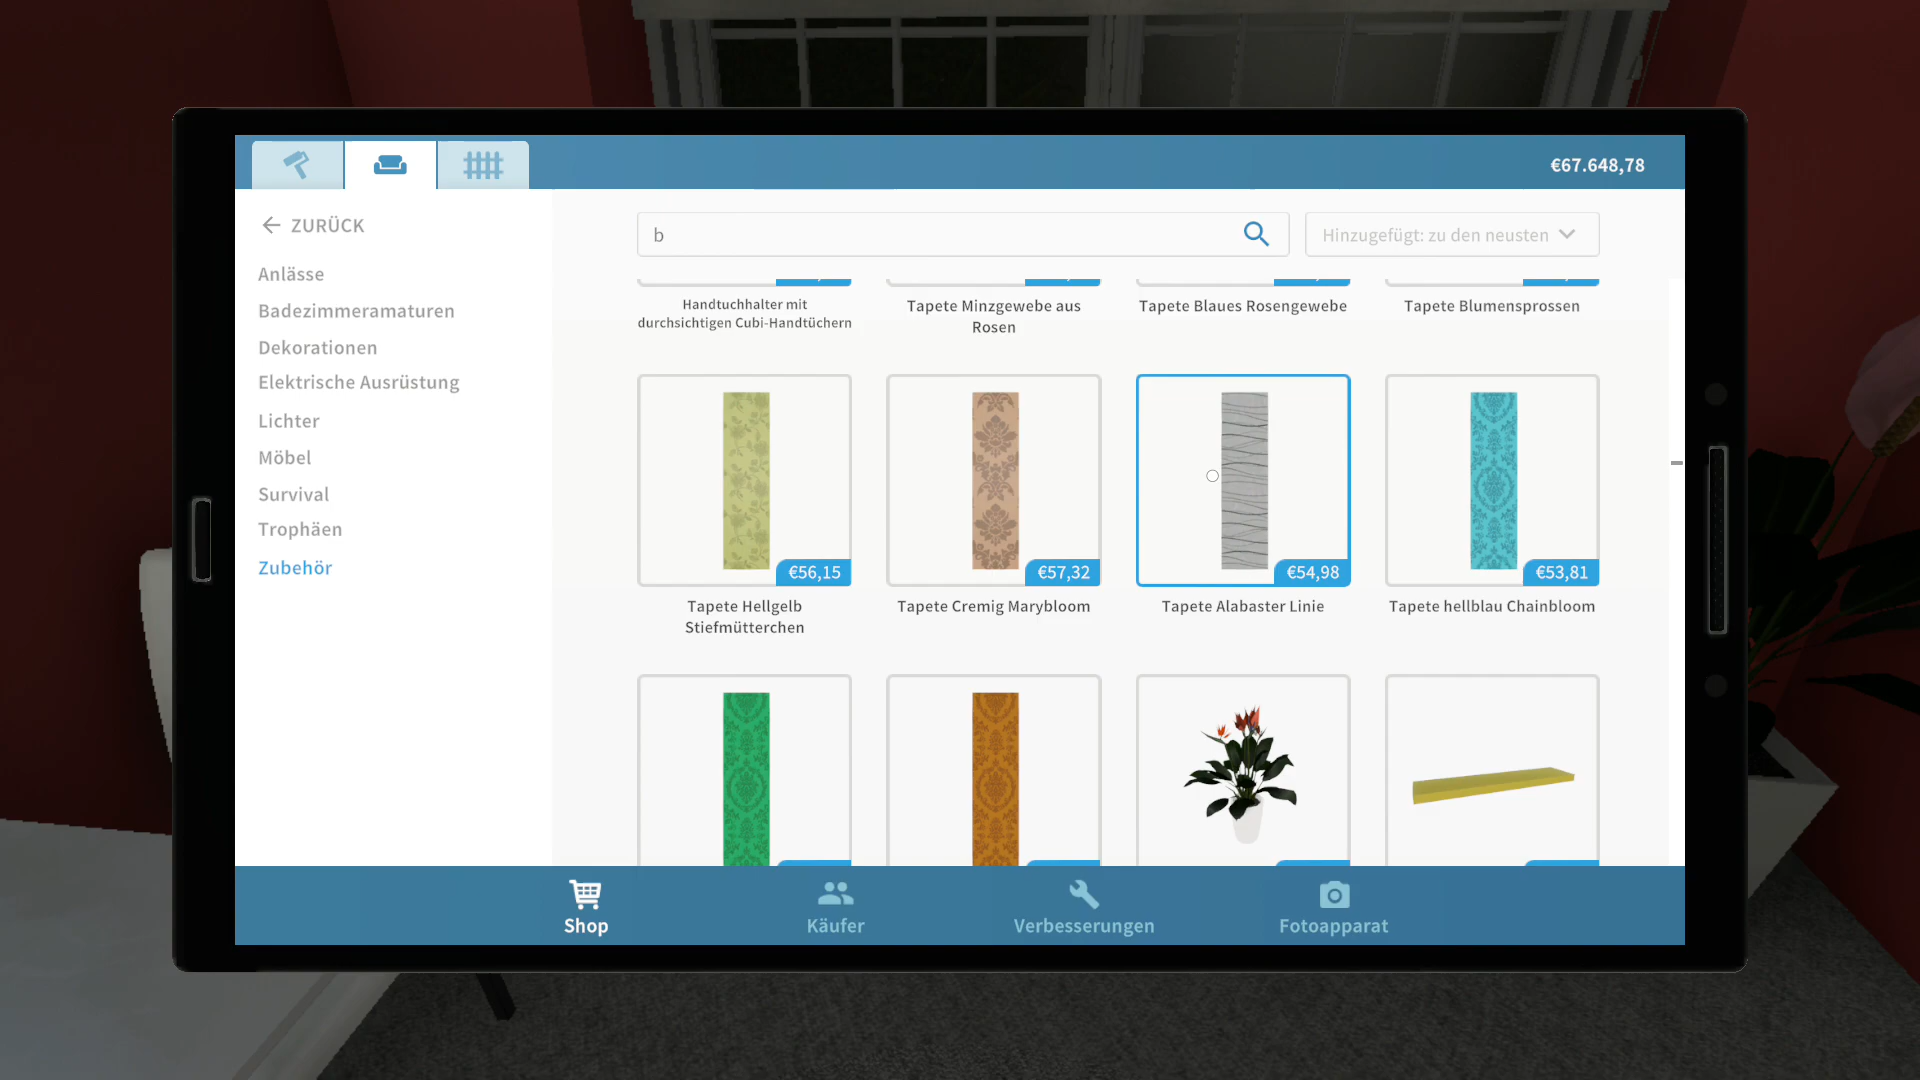 €67.648,78
ZURÜCK
Anlässe
Badezimmeramaturen
Dekorationen
Elektrische Ausrüstung
Lichter
Möbel
Survival
Trophäen
Zubehör
b
Hinzugefügt: zu den neusten
Handtuchhalter mit
durchsichtigen Cubi-Handtüchern
Tapete Minzgewebe aus
Rosen
Tapete Blaues Rosengewebe
Tapete Blumensprossen
€56,15
€57,32
€54,98
€53,81
Tapete Hellgelb
Stiefmütterchen
Tapete Cremig Marybloom
Tapete Alabaster Linie
Tapete hellblau Chainbloom
Shop
Käufer
Verbesserungen
Fotoapparat